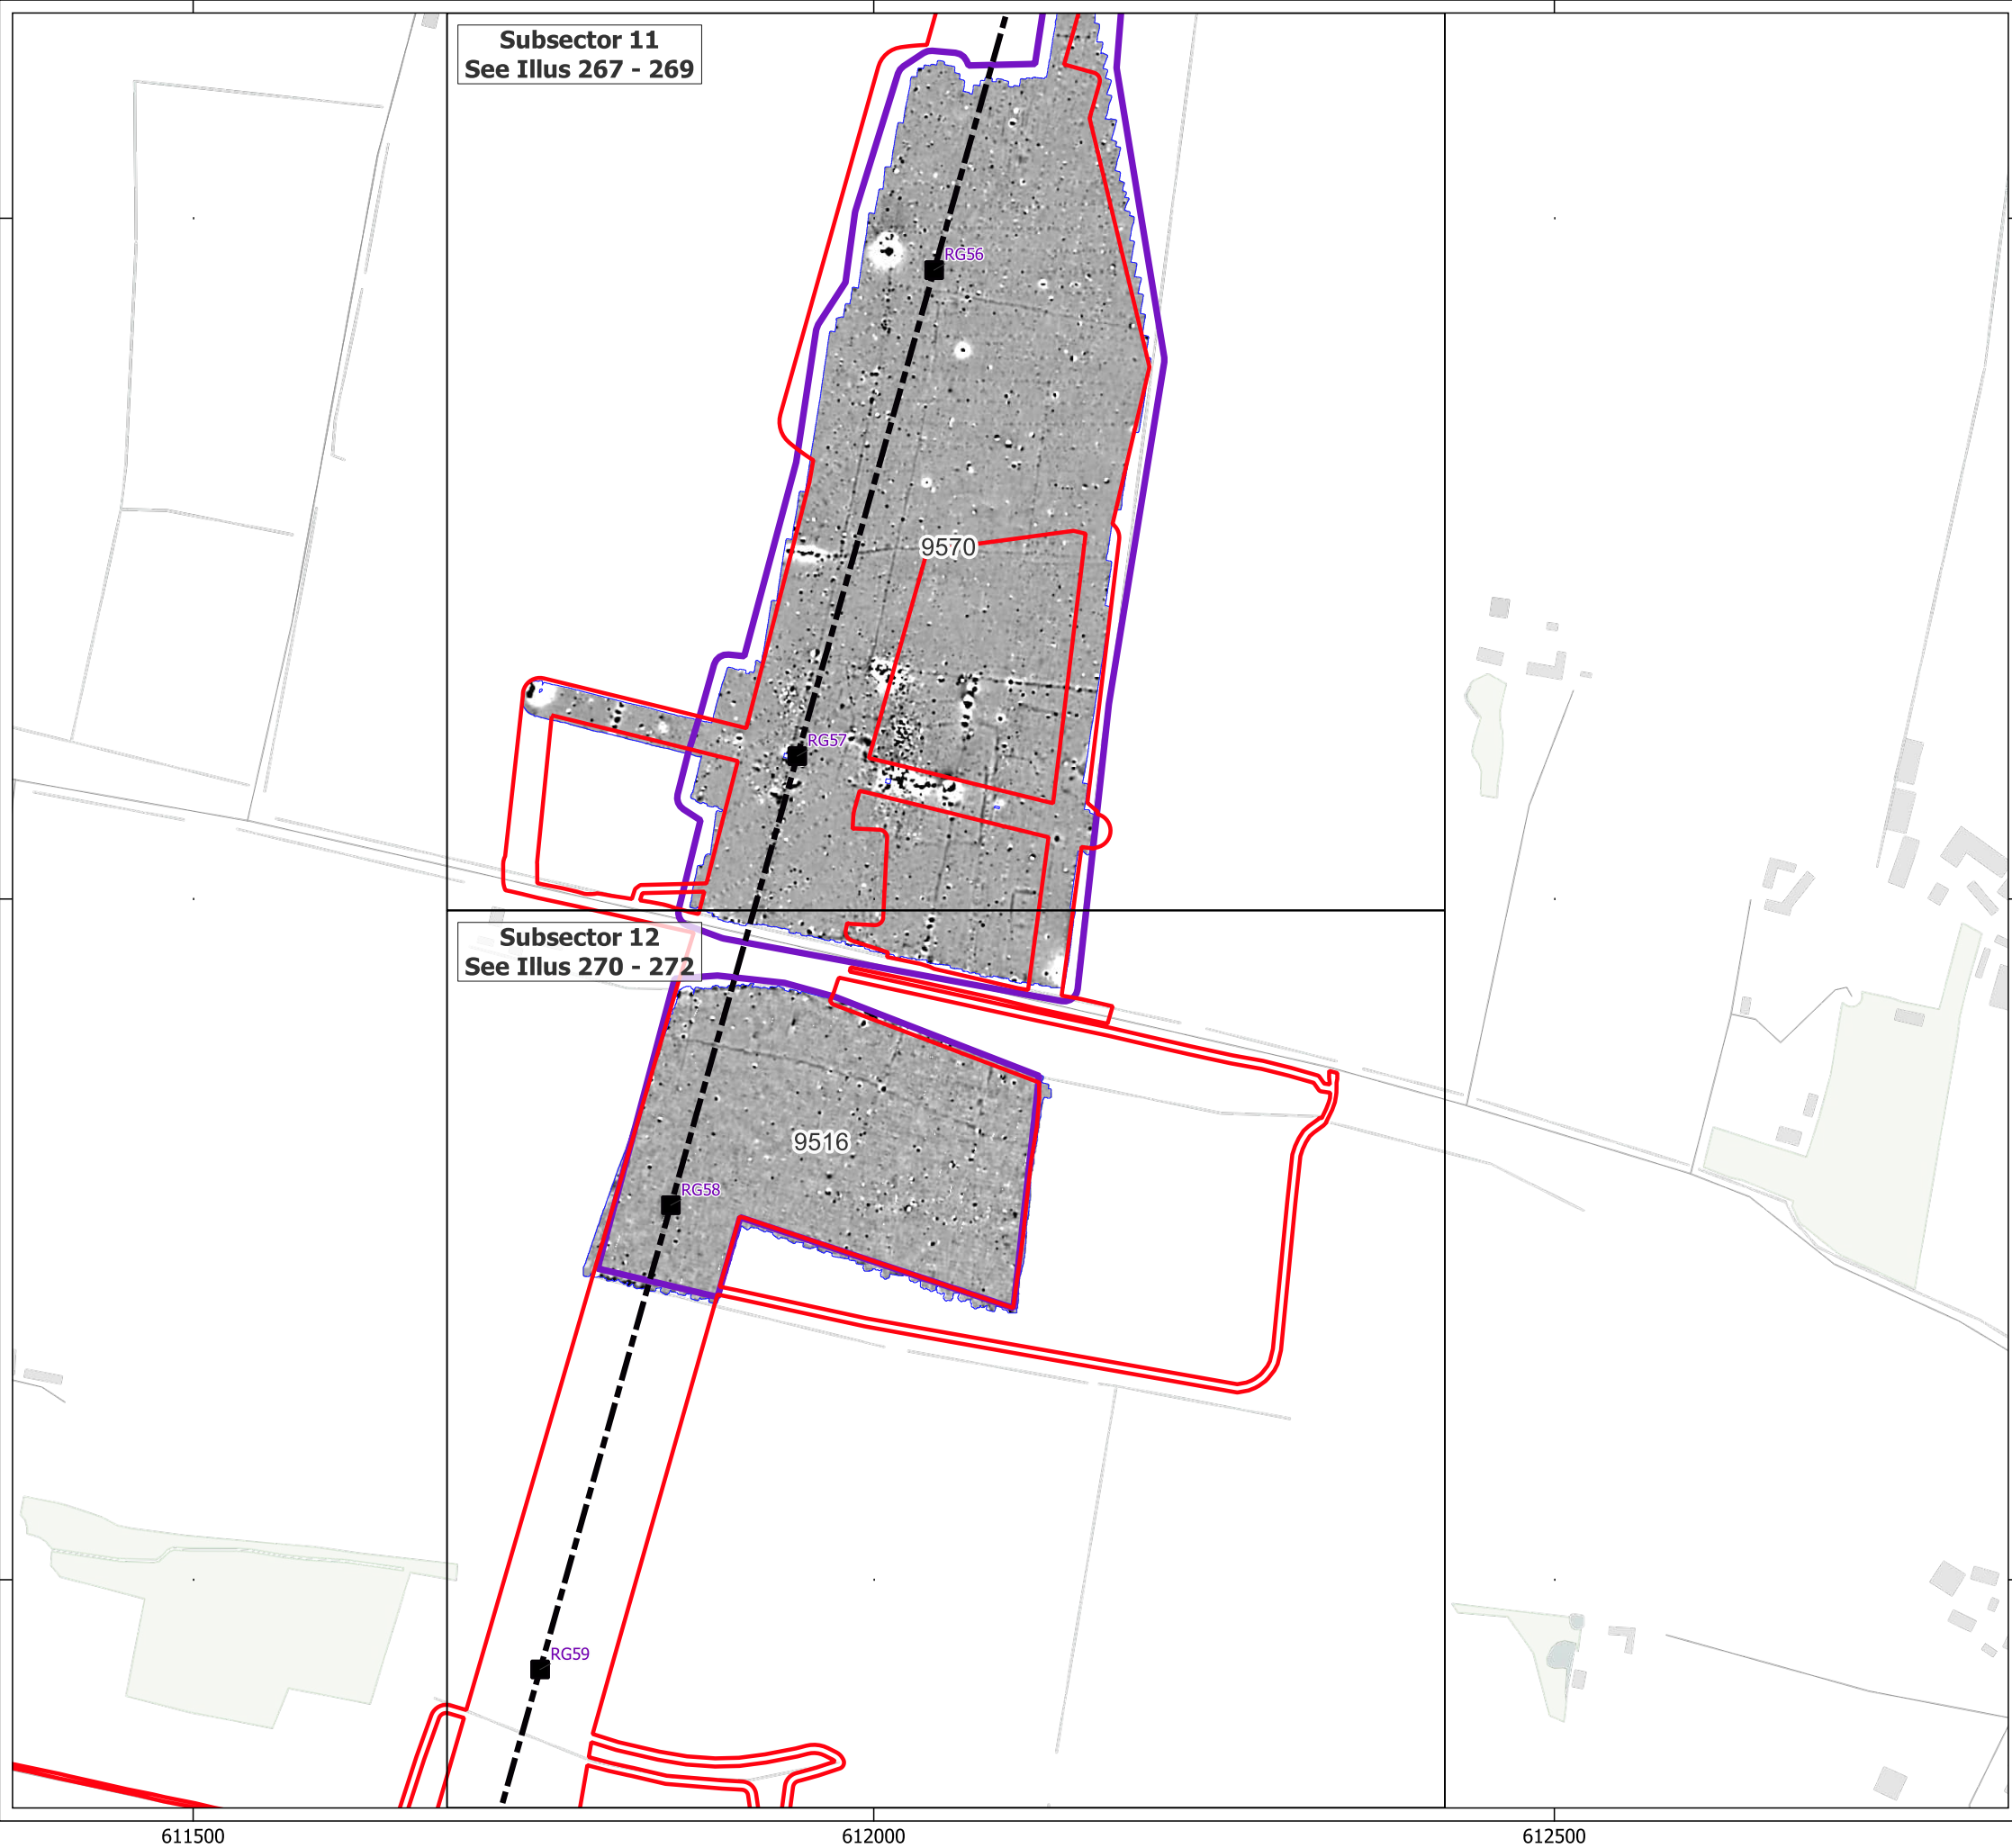 Subsector 11
See Illus 267 - 269
RG56
9570
RG57
Subsector 12
See Illus 270 - 272
9516
RG58
RG59
611500
612000
612500